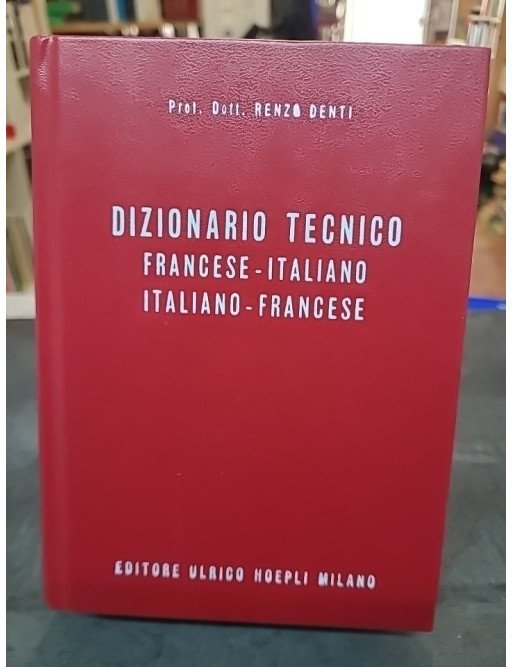 Prof. Dott. RENZO DENTI
DIZIONARIO TECNICO
FRANCESE-ITALIANO
ITALIANO-FRANCESE
EDITORE ULRICO HOEPLI MILANO